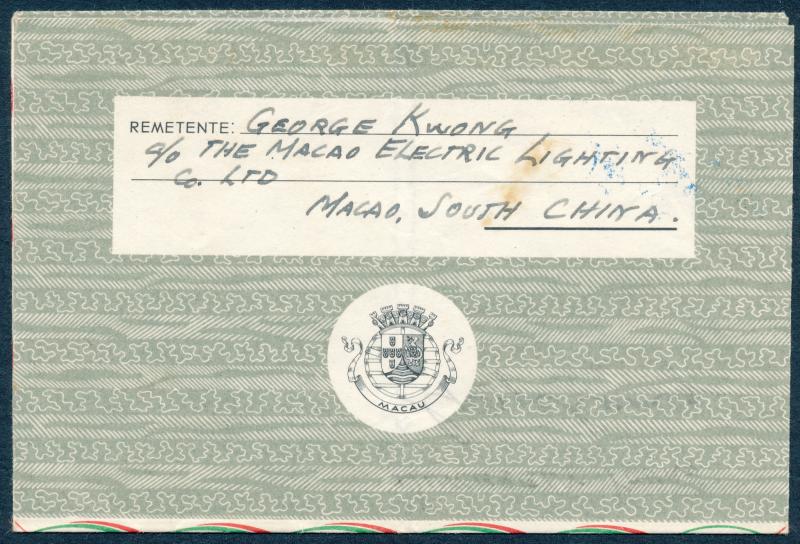 REMETENTE: GEORGE KWONG
c/o THE MACAO ELECTRIC LIGHTING
Co. LTD
MACAO, SOUTH CHINA.
MACAU